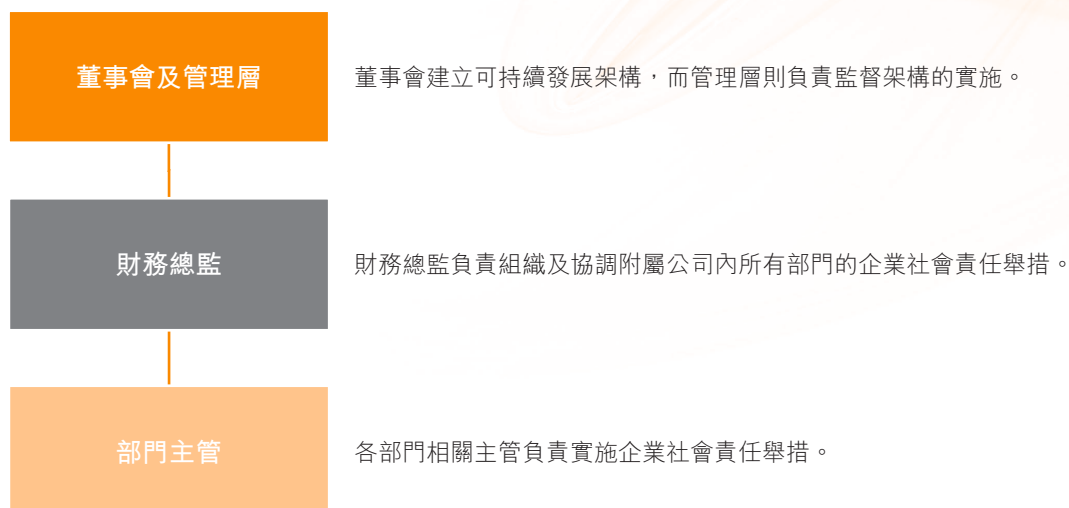 董事會及管理層
董事會建立可持續發展架構，而管理層則負責監督架構的實施。
財務總監
財務總監負責組織及協調附屬公司內所有部門的企業社會責任舉措。
部門主管
各部門相關主管負責實施企業社會責任舉措。